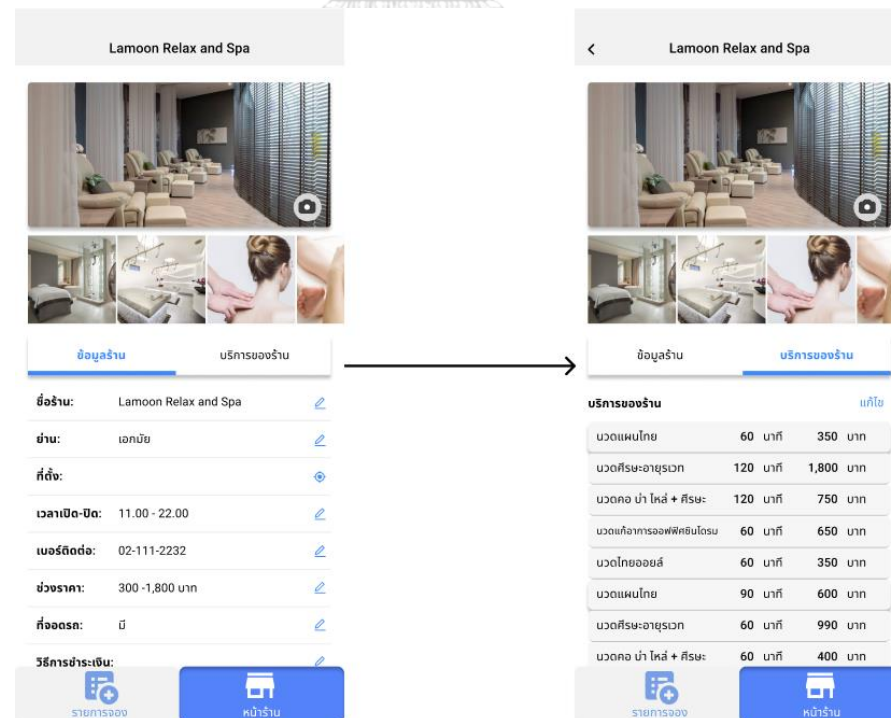 Lamoon Relax and Spa
ข้อมูลร้าน บริการของร้าน
ชื่อร้าน: Lamoon Relax and Spa
ย่าน: เอกมัย
ที่ตั้ง:
เวลาเปิด-ปิด: 11.00 - 22.00
เบอร์ติดต่อ: 02-111-2232
ช่วงราคา: 300 -1,800 บาท
ที่จอดรถ: มี
วิธีการชำระเงิน:
รายการจอง หน้าร้าน
Lamoon Relax and Spa
ข้อมูลร้าน บริการของร้าน
บริการของร้าน แก้ไข
นวดแผนไทย 60 นาที 350 บาท
นวดศีรษะอายุรเวท 120 นาที 1,800 บาท
นวดคอ บ่า ไหล่ + ศีรษะ 120 นาที 750 บาท
นวดแก้อาการออฟฟิศซินโดรม 60 นาที 650 บาท
นวดไทยออยล์ 60 นาที 350 บาท
นวดแผนไทย 90 นาที 600 บาท
นวดศีรษะอายุรเวท 60 นาที 990 บาท
นวดคอ บ่า ไหล่ + ศีรษะ 60 นาที 400 บาท
รายการจอง หน้าร้าน